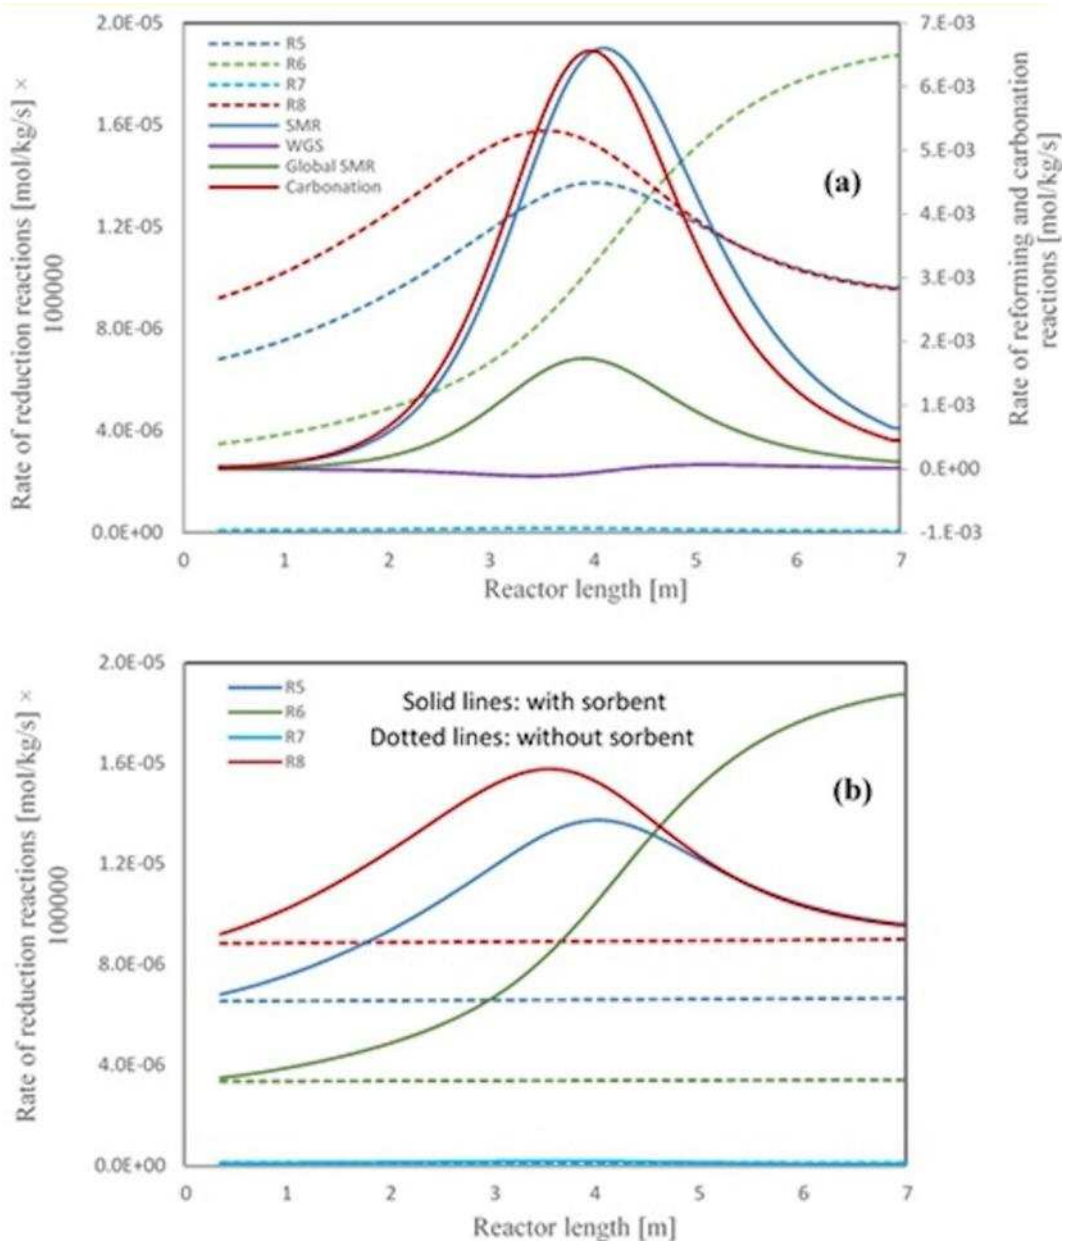 Rate of reduction reactions [mol/kg/s] ×
100000
2.0E-05
1.6E-05
1.2E-05
8.0E-06
4.0E-06
0.0E+00
R5
R6
R7
R8
SMR
WGS
Global SMR
Carbonation
(a)
7.E-03
6.E-03
5.E-03
4.E-03
3.E-03
2.E-03
1.E-03
0.E+00
-1.E-03
Rate of reforming and carbonation
reactions [mol/kg/s]
0 1 2 3 4 5 6 7
Reactor length [m]
Rate of reduction reactions [mol/kg/s] ×
100000
2.0E-05
1.6E-05
1.2E-05
8.0E-06
4.0E-06
0.0E+00
R5
R6
R7
R8
Solid lines: with sorbent
Dotted lines: without sorbent
(b)
0 1 2 3 4 5 6 7
Reactor length [m]